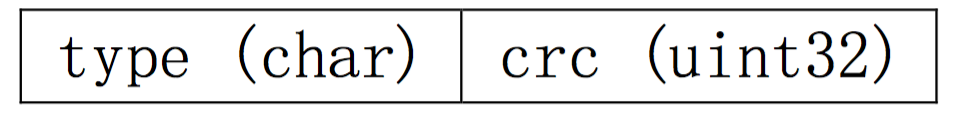 type (char) crc (uint32)